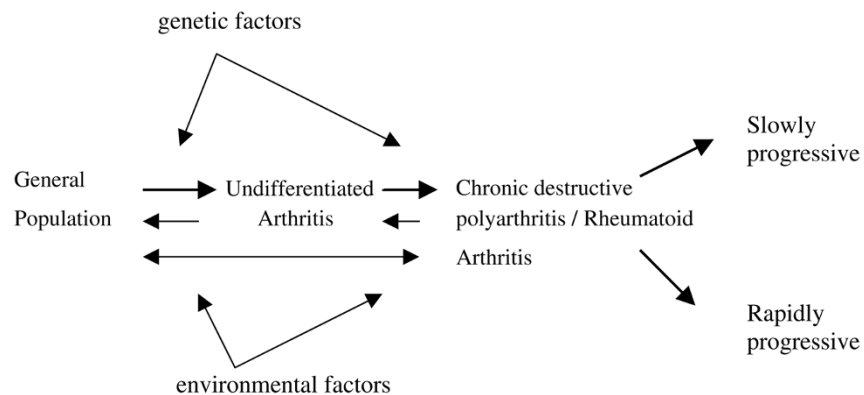 genetic factors
Slowly
progressive
General
Population
Undifferentiated
Arthritis
Chronic destructive
polyarthritis / Rheumatoid
Arthritis
Rapidly
progressive
environmental factors